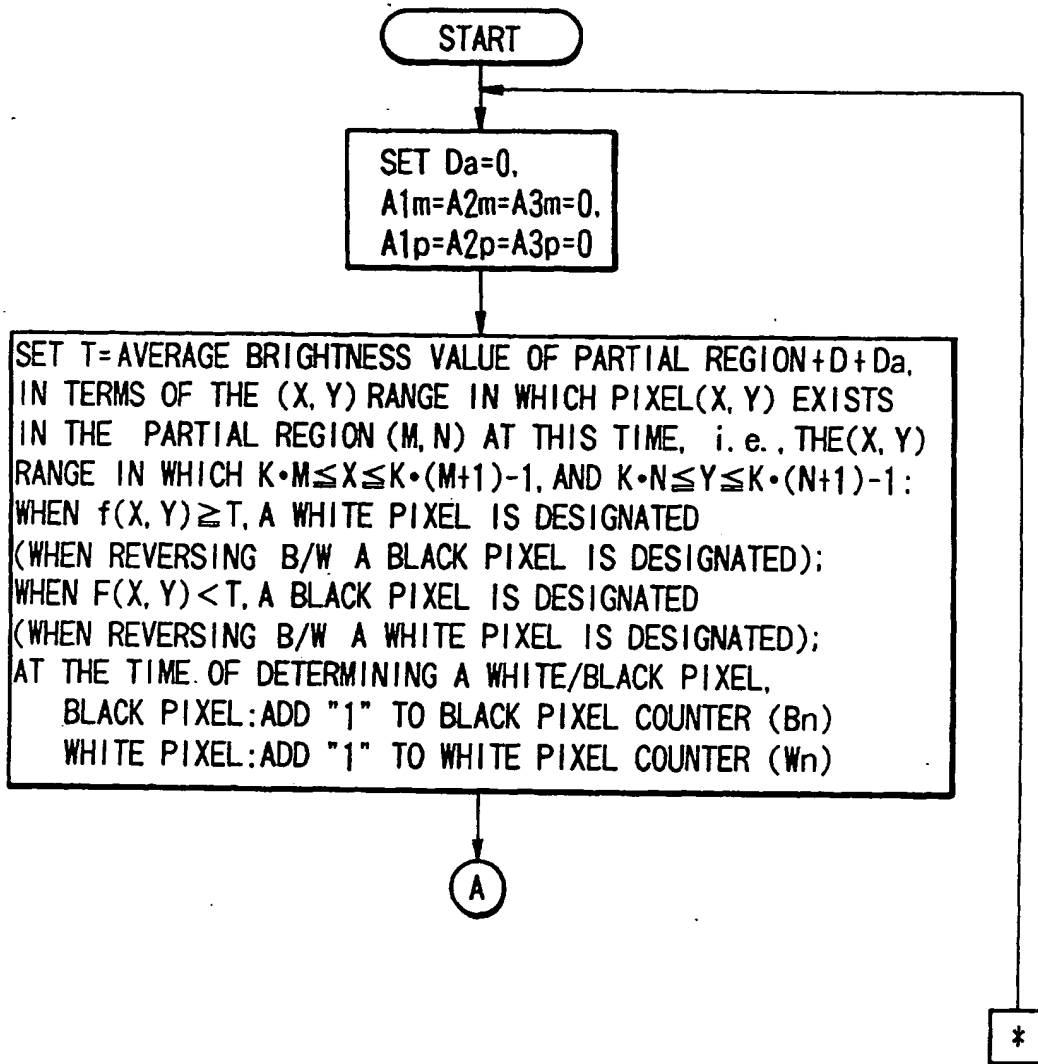 START
SET Da=0,
A1m=A2m=A3m=0,
A1p=A2p=A3p=0
SET T=AVERAGE BRIGHTNESS VALUE OF PARTIAL REGION+D+Da,
IN TERMS OF THE (X, Y) RANGE IN WHICH PIXEL(X, Y) EXISTS
IN THE PARTIAL REGION (M, N) AT THIS TIME, i. e., THE(X, Y)
RANGE IN WHICH K•M≦X≦K•(M+1)-1, AND K•N≦Y≦K•(N+1)-1:
WHEN f(X, Y)≧T, A WHITE PIXEL IS DESIGNATED
(WHEN REVERSING B/W A BLACK PIXEL IS DESIGNATED);
WHEN F(X, Y)<T, A BLACK PIXEL IS DESIGNATED
(WHEN REVERSING B/W A WHITE PIXEL IS DESIGNATED);
AT THE TIME OF DETERMINING A WHITE/BLACK PIXEL,
BLACK PIXEL:ADD "1" TO BLACK PIXEL COUNTER (Bn)
WHITE PIXEL:ADD "1" TO WHITE PIXEL COUNTER (Wn)
A
*